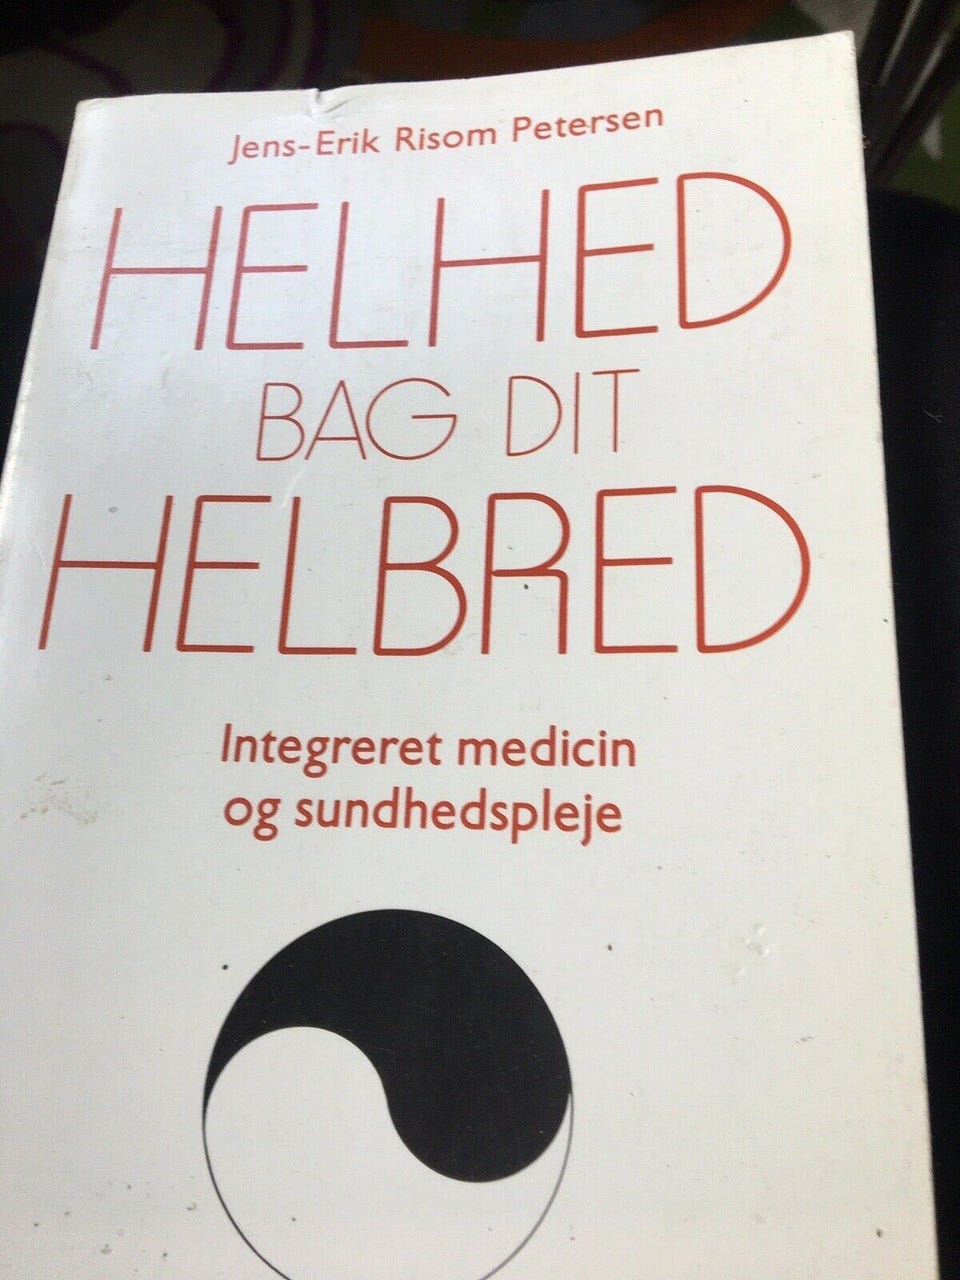 Jens-Erik Risom Petersen
HELHED
BAG DIT
HELBRED
Integreret medicin
og sundhedspleje